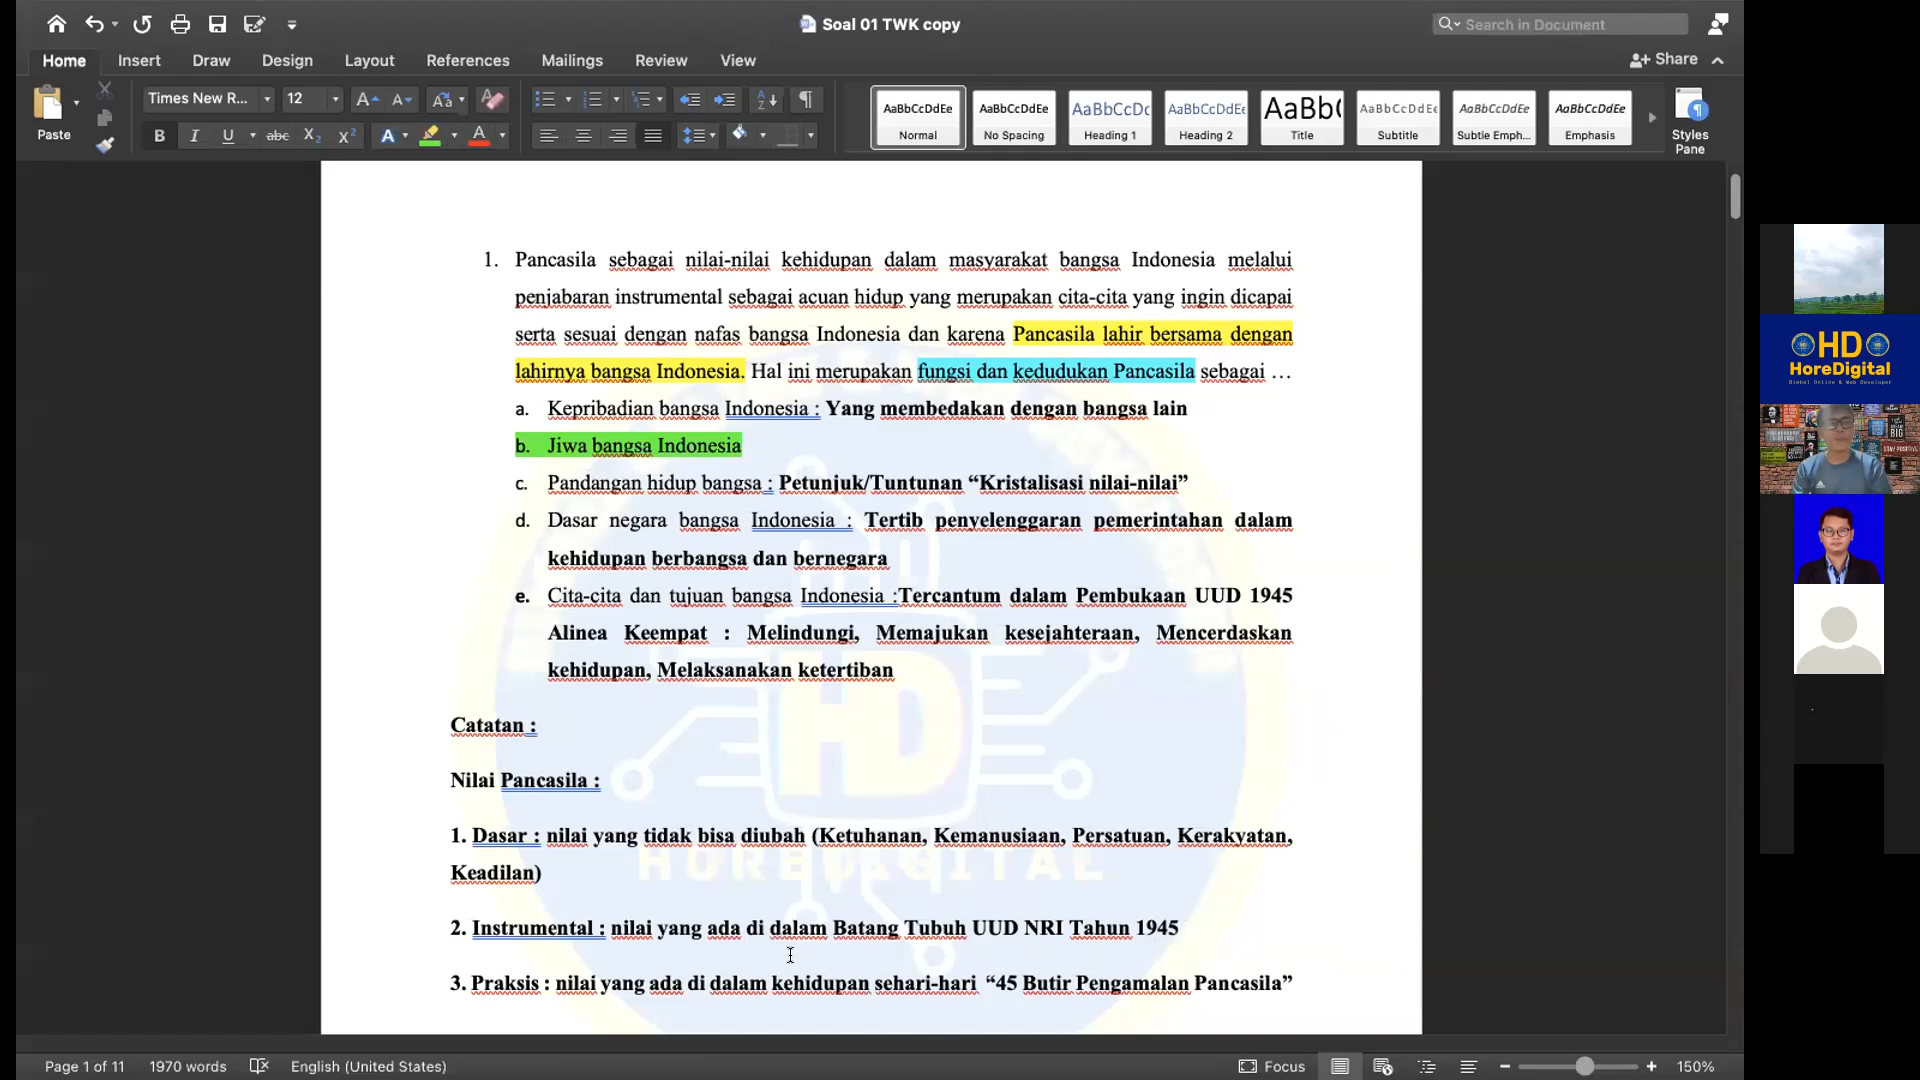 Soal 01 TWK copy
Search in Document
Home Insert Draw Design Layout References Mailings Review View
Share
Paste
Times New R...
12
AaBbCcDdEe Normal
AaBbCcDdEe No Spacing
AaBbCcDc Heading 1
AaBbCcDdEe Heading 2
AaBb( Title
AaBbCcDdEe Subtitle
AaBbCcDdEe Subtle Emph...
AaBbCcDdEe Emphasis
Styles Pane
1. Pancasila sebagai nilai-nilai kehidupan dalam masyarakat bangsa Indonesia melalui
penjabaran instrumental sebagai acuan hidup yang merupakan cita-cita yang ingin dicapai
serta sesuai dengan nafas bangsa Indonesia dan karena Pancasila lahir bersama dengan
lahirnya bangsa Indonesia. Hal ini merupakan fungsi dan kedudukan Pancasila sebagai …
a. Kepribadian bangsa Indonesia : Yang membedakan dengan bangsa lain
b. Jiwa bangsa Indonesia
c. Pandangan hidup bangsa : Petunjuk/Tuntunan “Kristalisasi nilai-nilai”
d. Dasar negara bangsa Indonesia : Tertib penyelenggaran pemerintahan dalam
kehidupan berbangsa dan bernegara
e. Cita-cita dan tujuan bangsa Indonesia :Tercantum dalam Pembukaan UUD 1945
Alinea Keempat : Melindungi, Memajukan kesejahteraan, Mencerdaskan
kehidupan, Melaksanakan ketertiban
Catatan :
Nilai Pancasila :
1. Dasar : nilai yang tidak bisa diubah (Ketuhanan, Kemanusiaan, Persatuan, Kerakyatan,
Keadilan)
HOREDIGITAL
2. Instrumental : nilai yang ada di dalam Batang Tubuh UUD NRI Tahun 1945
3. Praksis : nilai yang ada di dalam kehidupan sehari-hari “45 Butir Pengamalan Pancasila”
HD
HoreDigital
Bimbel Online & Web Developer
Page 1 of 11
1970 words
English (United States)
Focus
150%